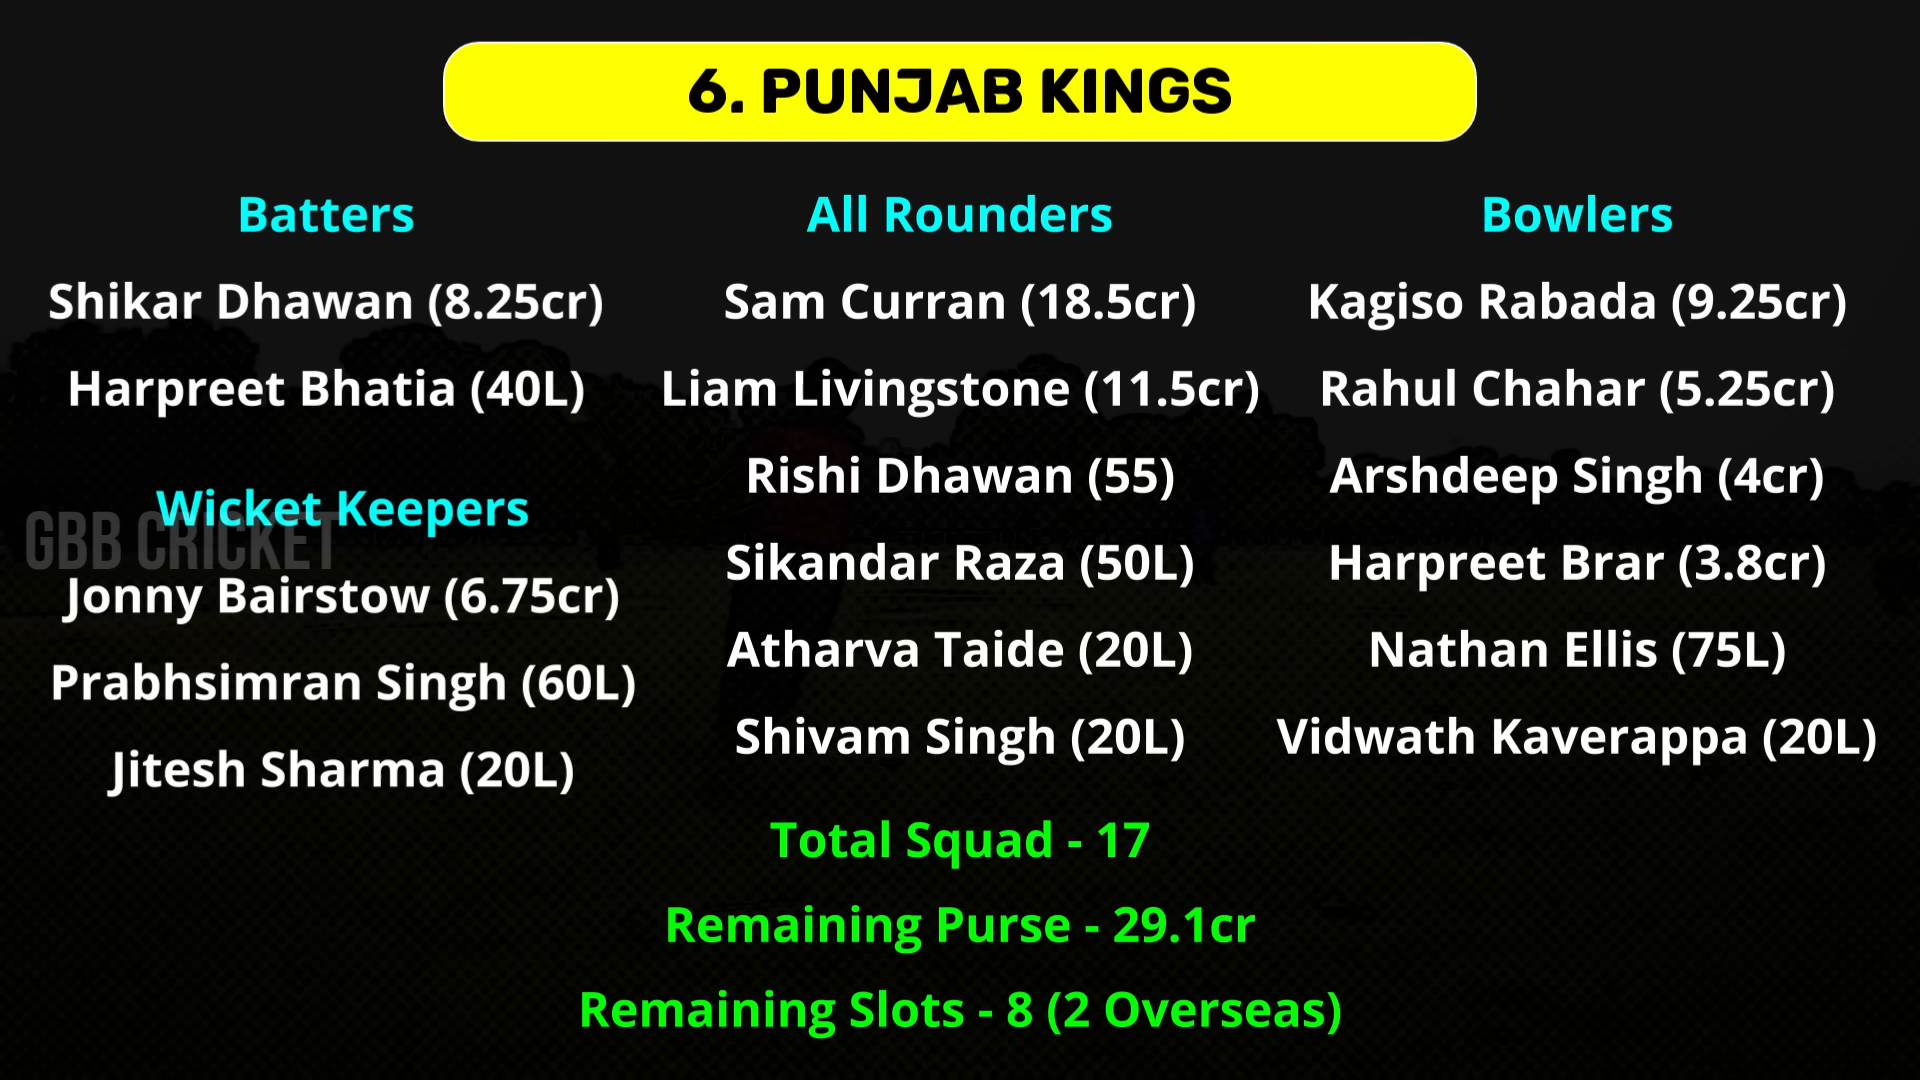 6. PUNJAB KINGS
Batters
Shikar Dhawan (8.25cr)
Harpreet Bhatia (40L)
Wicket Keepers
GBB CRICKET
Jonny Bairstow (6.75cr)
Prabhsimran Singh (60L)
Jitesh Sharma (20L)
All Rounders
Sam Curran (18.5cr)
Liam Livingstone (11.5cr)
Rishi Dhawan (55)
Sikandar Raza (50L)
Atharva Taide (20L)
Shivam Singh (20L)
Bowlers
Kagiso Rabada (9.25cr)
Rahul Chahar (5.25cr)
Arshdeep Singh (4cr)
Harpreet Brar (3.8cr)
Nathan Ellis (75L)
Vidwath Kaverappa (20L)
Total Squad - 17
Remaining Purse - 29.1cr
Remaining Slots - 8 (2 Overseas)